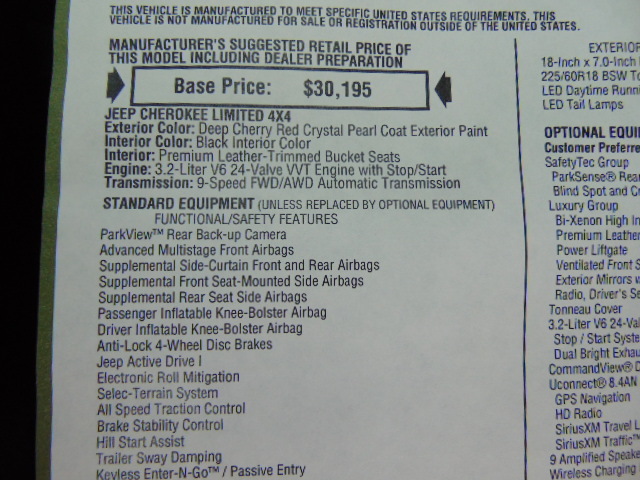 THIS VEHICLE IS MANUFACTURED TO MEET SPECIFIC UNITED STATES REQUIREMENTS. THIS
VEHICLE IS NOT MANUFACTURED FOR SALE OR REGISTRATION OUTSIDE OF THE UNITED STATES.
MANUFACTURER'S SUGGESTED RETAIL PRICE OF
THIS MODEL INCLUDING DEALER PREPARATION
Base Price: $30,195
JEEP CHEROKEE LIMITED 4X4
Exterior Color: Deep Cherry Red Crystal Pearl Coat Exterior Paint
Interior Color: Black Interior Color
Interior: Premium Leather-Trimmed Bucket Seats
Engine: 3.2-Liter V6 24-Valve VVT Engine with Stop/Start
Transmission: 9-Speed FWD/AWD Automatic Transmission
STANDARD EQUIPMENT (UNLESS REPLACED BY OPTIONAL EQUIPMENT)
FUNCTIONAL/SAFETY FEATURES
ParkView™ Rear Back-up Camera
Advanced Multistage Front Airbags
Supplemental Side-Curtain Front and Rear Airbags
Supplemental Front Seat-Mounted Side Airbags
Supplemental Rear Seat Side Airbags
Passenger Inflatable Knee-Bolster Airbag
Driver Inflatable Knee-Bolster Airbag
Anti-Lock 4-Wheel Disc Brakes
Jeep Active Drive I
Electronic Roll Mitigation
Selec-Terrain System
All Speed Traction Control
Brake Stability Control
Hill Start Assist
Trailer Sway Damping
Keyless Enter-N-Go™ / Passive Entry
EXTERIOR
18-Inch x 7.0-Inch
225/60R18 BSW
LED Daytime
LED Tail Lamps
OPTIONAL
Customer
SafetyTec Group
ParkSense®
Blind Spot and
Luxury Group
Bi-Xenon High
Premium Leather
Power Liftgate
Ventilated Front
Exterior Mirrors
Radio, Driver's
Tonneau Cover
3.2-Liter V6
Stop / Start
Dual Bright
CommandView®
Uconnect® 8.4AN
GPS Navigation
HD Radio
SiriusXM Travel
SiriusXM Traffic™
9 Amplified
Wireless Charging